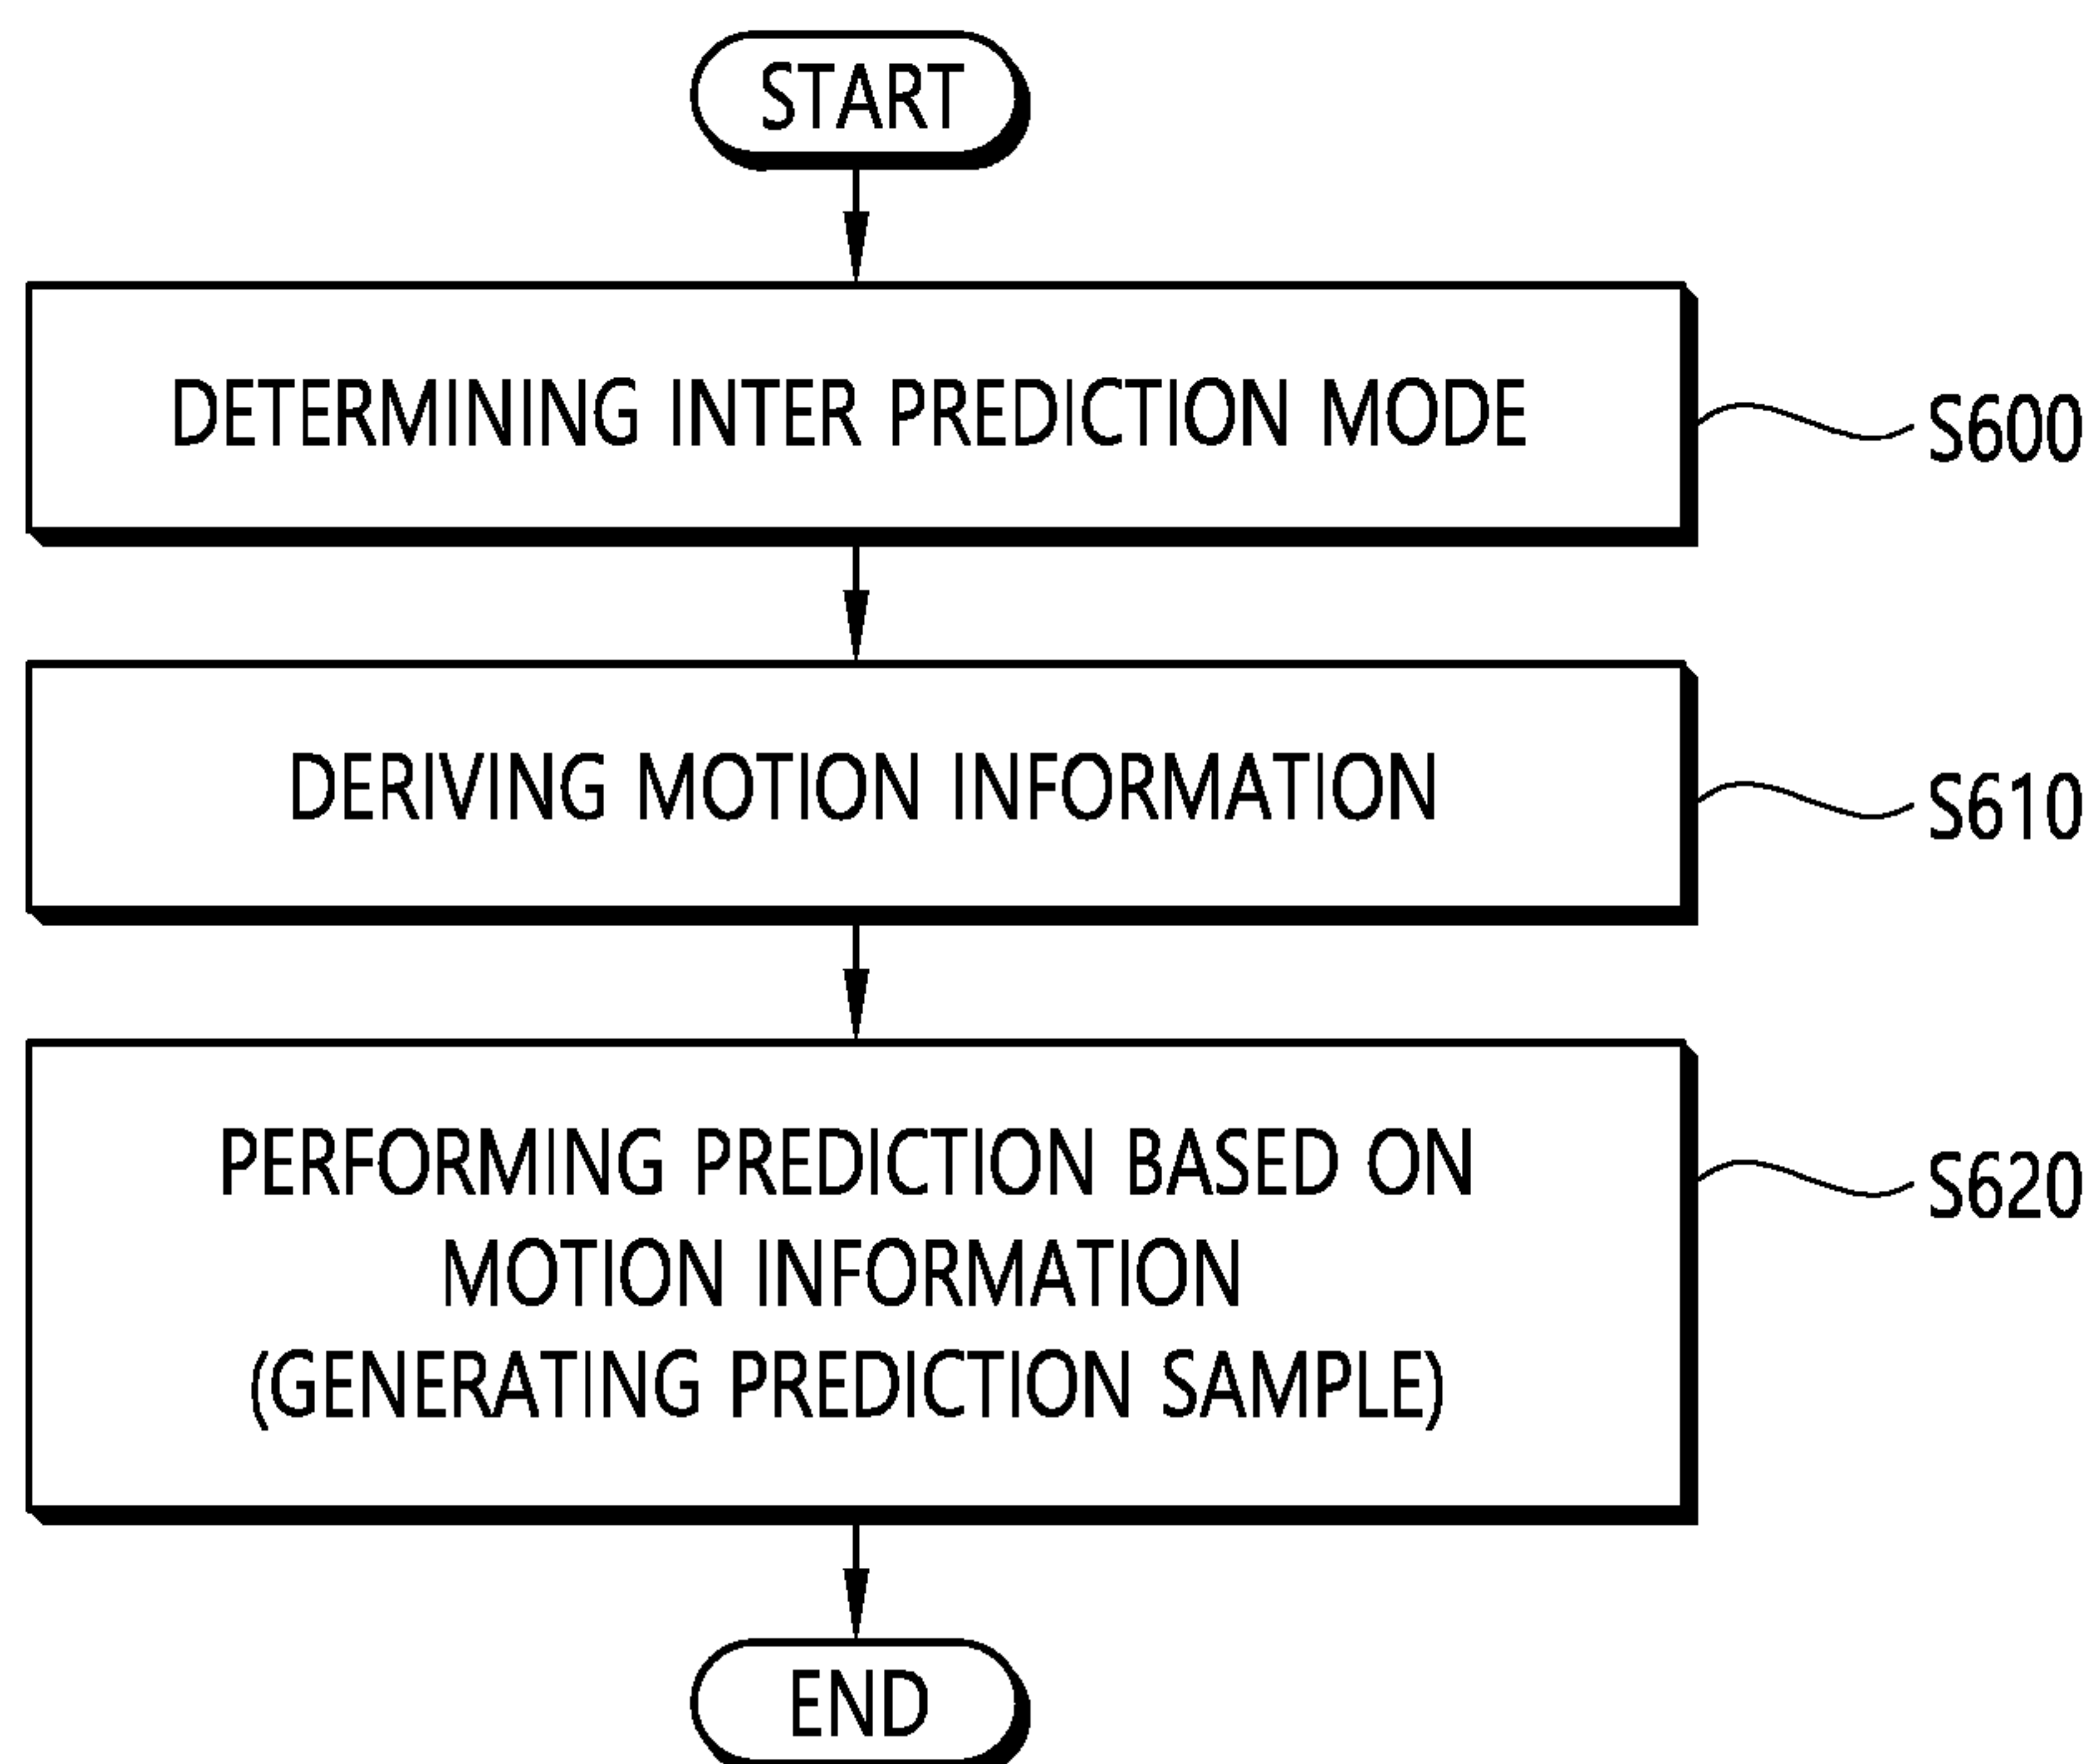 START
DETERMINING INTER PREDICTION MODE
S600
DERIVING MOTION INFORMATION
S610
PERFORMING PREDICTION BASED ON
MOTION INFORMATION
(GENERATING PREDICTION SAMPLE)
S620
END